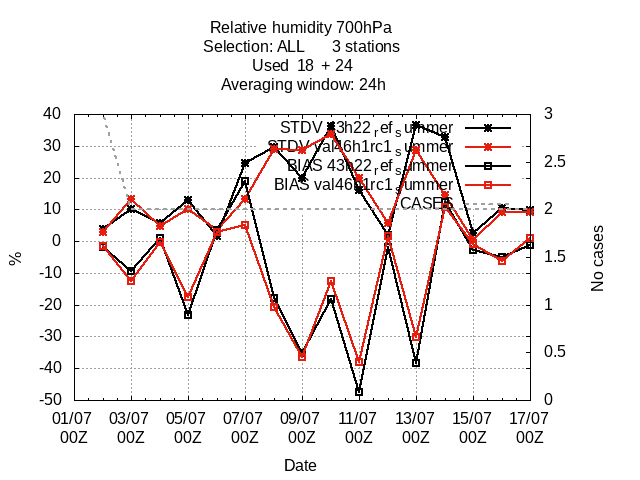 Relative humidity 700hPa
Selection: ALL 3 stations
Used 18 + 24
Averaging window: 24h
STDV 43h22_ref_summer
STDV val46h1rc1_summer
BIAS 43h22_ref_summer
BIAS val46h1rc1_summer
CASES
40
30
20
10
0
-10
-20
-30
-40
-50
%
3
2.5
2
1.5
1
0.5
0
No cases
01/07 03/07 05/07 07/07 09/07 11/07 13/07 15/07 17/07
00Z 00Z 00Z 00Z 00Z 00Z 00Z 00Z 00Z
Date